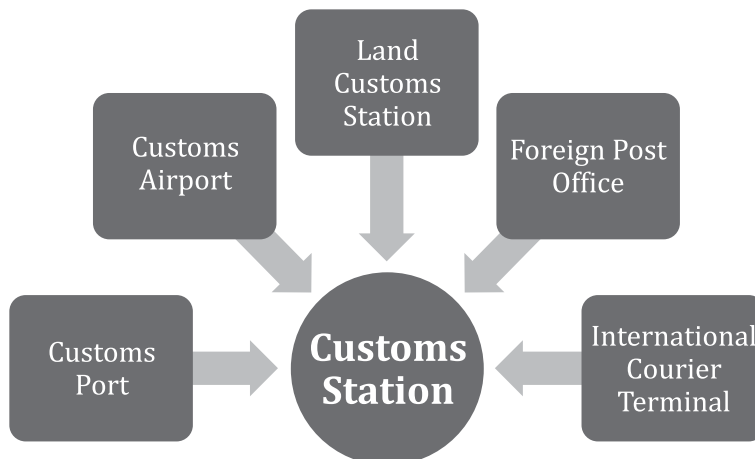 Land
Customs
Station
Customs
Airport
Foreign Post
Office
Customs
Port
Customs
Station
International
Courier
Terminal